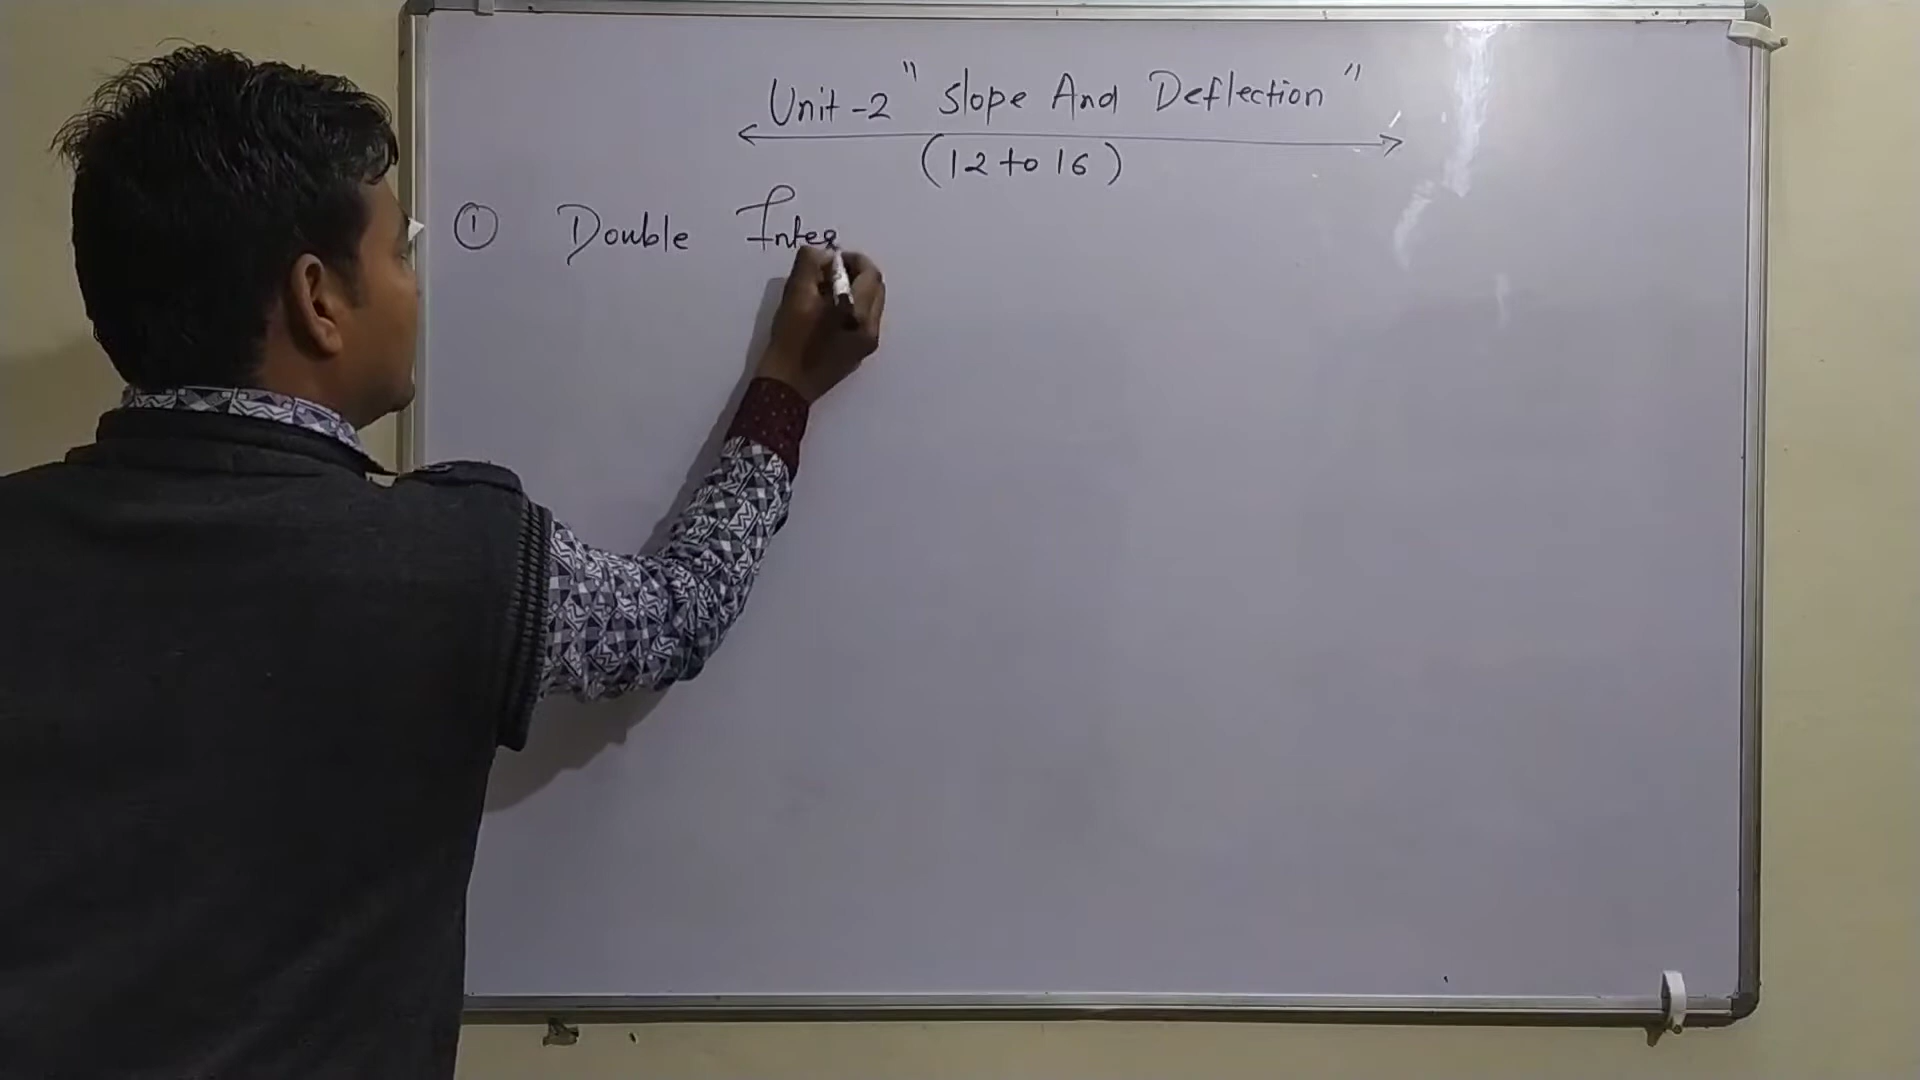 Unit-2 " Slope And Deflection "
(12 to 16)
① Double Integ